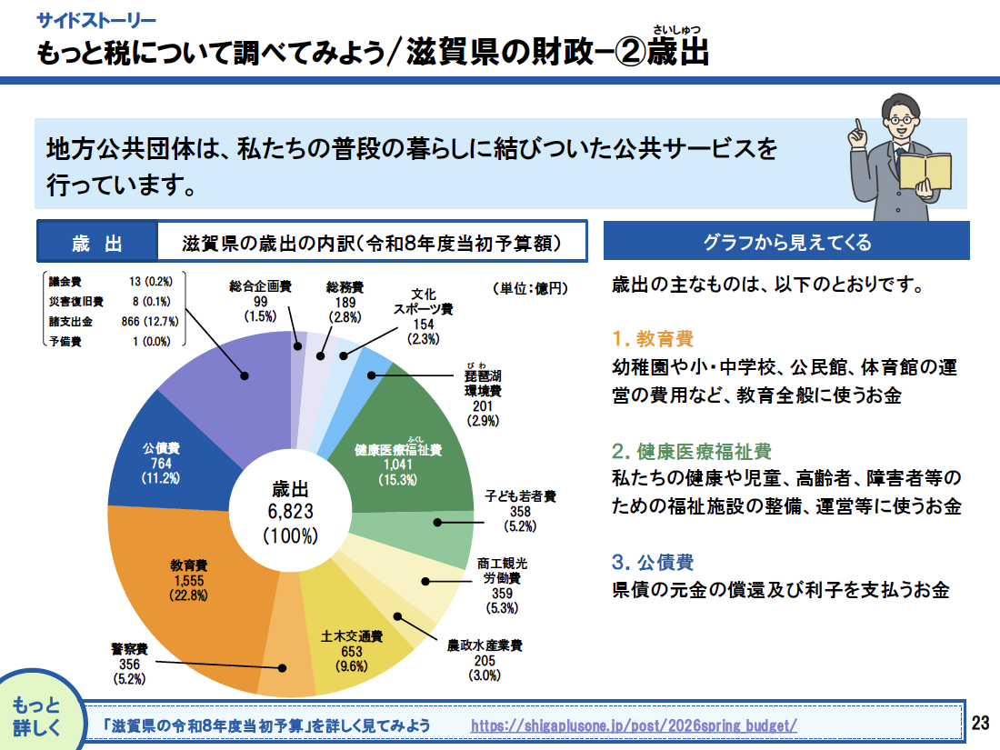 サイドストーリー
さいしゅつ
もっと税について調べてみよう/滋賀県の財政−②歳出
地方公共団体は、私たちの普段の暮らしに結びついた公共サービスを
行っています。
歳 出
滋賀県の歳出の内訳(令和8年度当初予算額)
(単位:億円)
議会費 13 (0.2%)
災害復旧費 8 (0.1%)
諸支出金 866 (12.7%)
予備費 1 (0.0%)
総合企画費
99
(1.5%)
総務費
189
(2.8%)
文化
スポーツ費
154
(2.3%)
びわ
琵琶湖
環境費
201
(2.9%)
ふくし
健康医療福祉費
1,041
(15.3%)
子ども若者費
358
(5.2%)
商工観光
労働費
359
(5.3%)
農政水産業費
205
(3.0%)
土木交通費
653
(9.6%)
警察費
356
(5.2%)
教育費
1,555
(22.8%)
公債費
764
(11.2%)
歳出
6,823
(100%)
グラフから見えてくる
歳出の主なものは、以下のとおりです。
1. 教育費
幼稚園や小・中学校、公民館、体育館の運
営の費用など、教育全般に使うお金
2. 健康医療福祉費
私たちの健康や児童、高齢者、障害者等の
ための福祉施設の整備、運営等に使うお金
3. 公債費
県債の元金の償還及び利子を支払うお金
もっと
詳しく
「滋賀県の令和8年度当初予算」を詳しく見てみよう https://shigaplusone.jp/post/2026spring_budget/
23